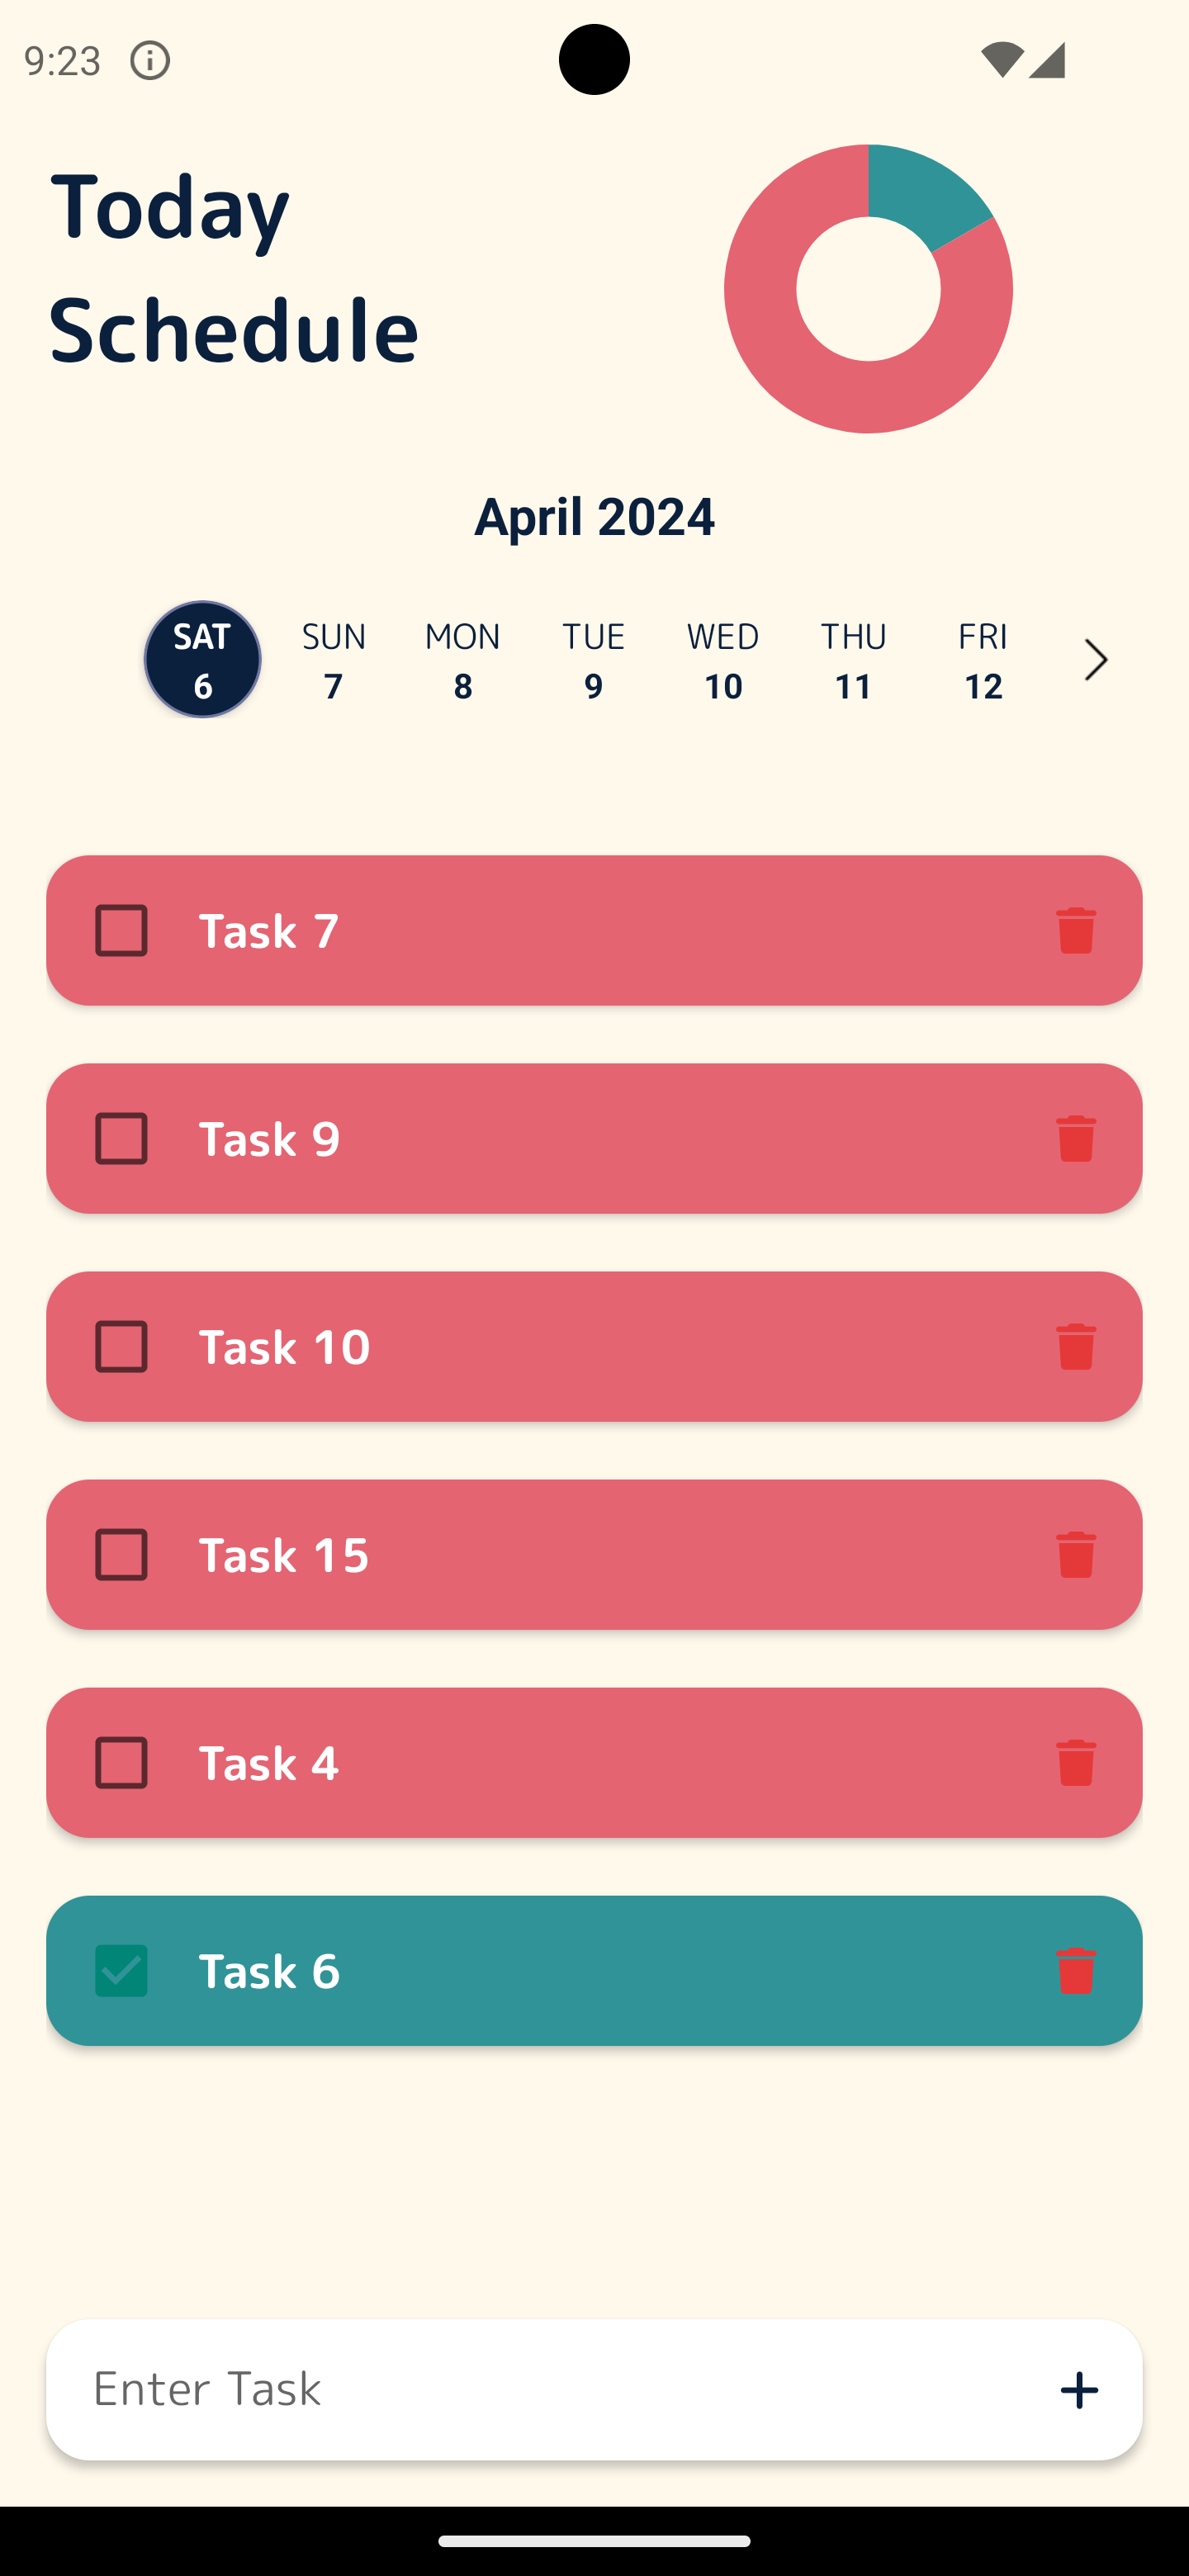 9:23
Today
Schedule
April 2024
SAT SUN MON TUE WED THU FRI
6 7 8 9 10 11 12
Task 7
Task 9
Task 10
Task 15
Task 4
Task 6
Enter Task